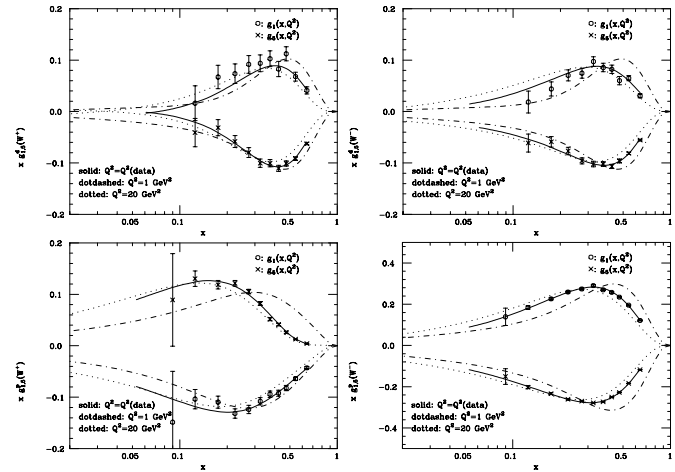 0.2
0.1
0.0
-0.1
-0.2
0.05
0.1
0.5
1
x
○: g₁(x,Q²)
×: g₅(x,Q²)
solid: Q²=Q²(data)
dotdashed: Q²=1 GeV²
dotted: Q²=20 GeV²
0.2
0.1
0.0
-0.1
-0.2
0.05
0.1
0.5
1
x
○: g₁(x,Q²)
×: g₅(x,Q²)
solid: Q²=Q²(data)
dotdashed: Q²=1 GeV²
dotted: Q²=20 GeV²
0.2
0.1
0.0
-0.1
-0.2
0.05
0.1
0.5
1
x
○: g₁(x,Q²)
×: g₅(x,Q²)
solid: Q²=Q²(data)
dotdashed: Q²=1 GeV²
dotted: Q²=20 GeV²
0.4
0.2
0.0
-0.2
-0.4
0.05
0.1
0.5
1
x
○: g₁(x,Q²)
×: g₅(x,Q²)
solid: Q²=Q²(data)
dotdashed: Q²=1 GeV²
dotted: Q²=20 GeV²